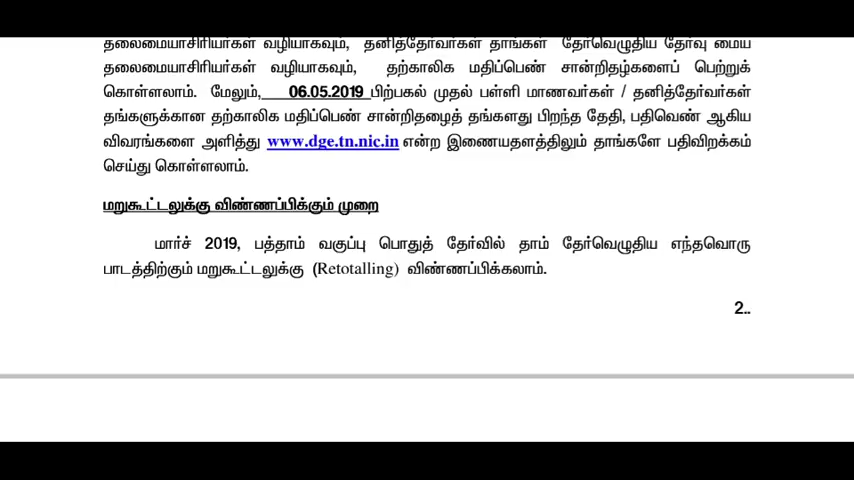 தலைமையாசிரியர்கள் வழியாகவும், தனித்தேர்வர்கள் தாங்கள் தேர்வெழுதிய தேர்வு மைய
தலைமையாசிரியர்கள் வழியாகவும், தற்காலிக மதிப்பெண் சான்றிதழ்களைப் பெற்றுக்
கொள்ளலாம். மேலும், 06.05.2019 பிற்பகல் முதல் பள்ளி மாணவர்கள் / தனித்தேர்வர்கள்
தங்களுக்கான தற்காலிக மதிப்பெண் சான்றிதழைத் தங்களது பிறந்த தேதி, பதிவெண் ஆகிய
விவரங்களை அளித்து www.dge.tn.nic.in என்ற இணையதளத்திலும் தாங்களே பதிவிறக்கம்
செய்து கொள்ளலாம்.
மறுகூட்டலுக்கு விண்ணப்பிக்கும் முறை
மார்ச் 2019, பத்தாம் வகுப்பு பொதுத் தேர்வில் தாம் தேர்வெழுதிய எந்தவொரு
பாடத்திற்கும் மறுகூட்டலுக்கு (Retotalling) விண்ணப்பிக்கலாம்.
2..